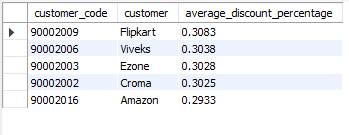 customer_code customer average_discount_percentage
90002009 Flipkart 0.3083
90002006 Viveks 0.3038
90002003 Ezone 0.3028
90002002 Croma 0.3025
90002016 Amazon 0.2933